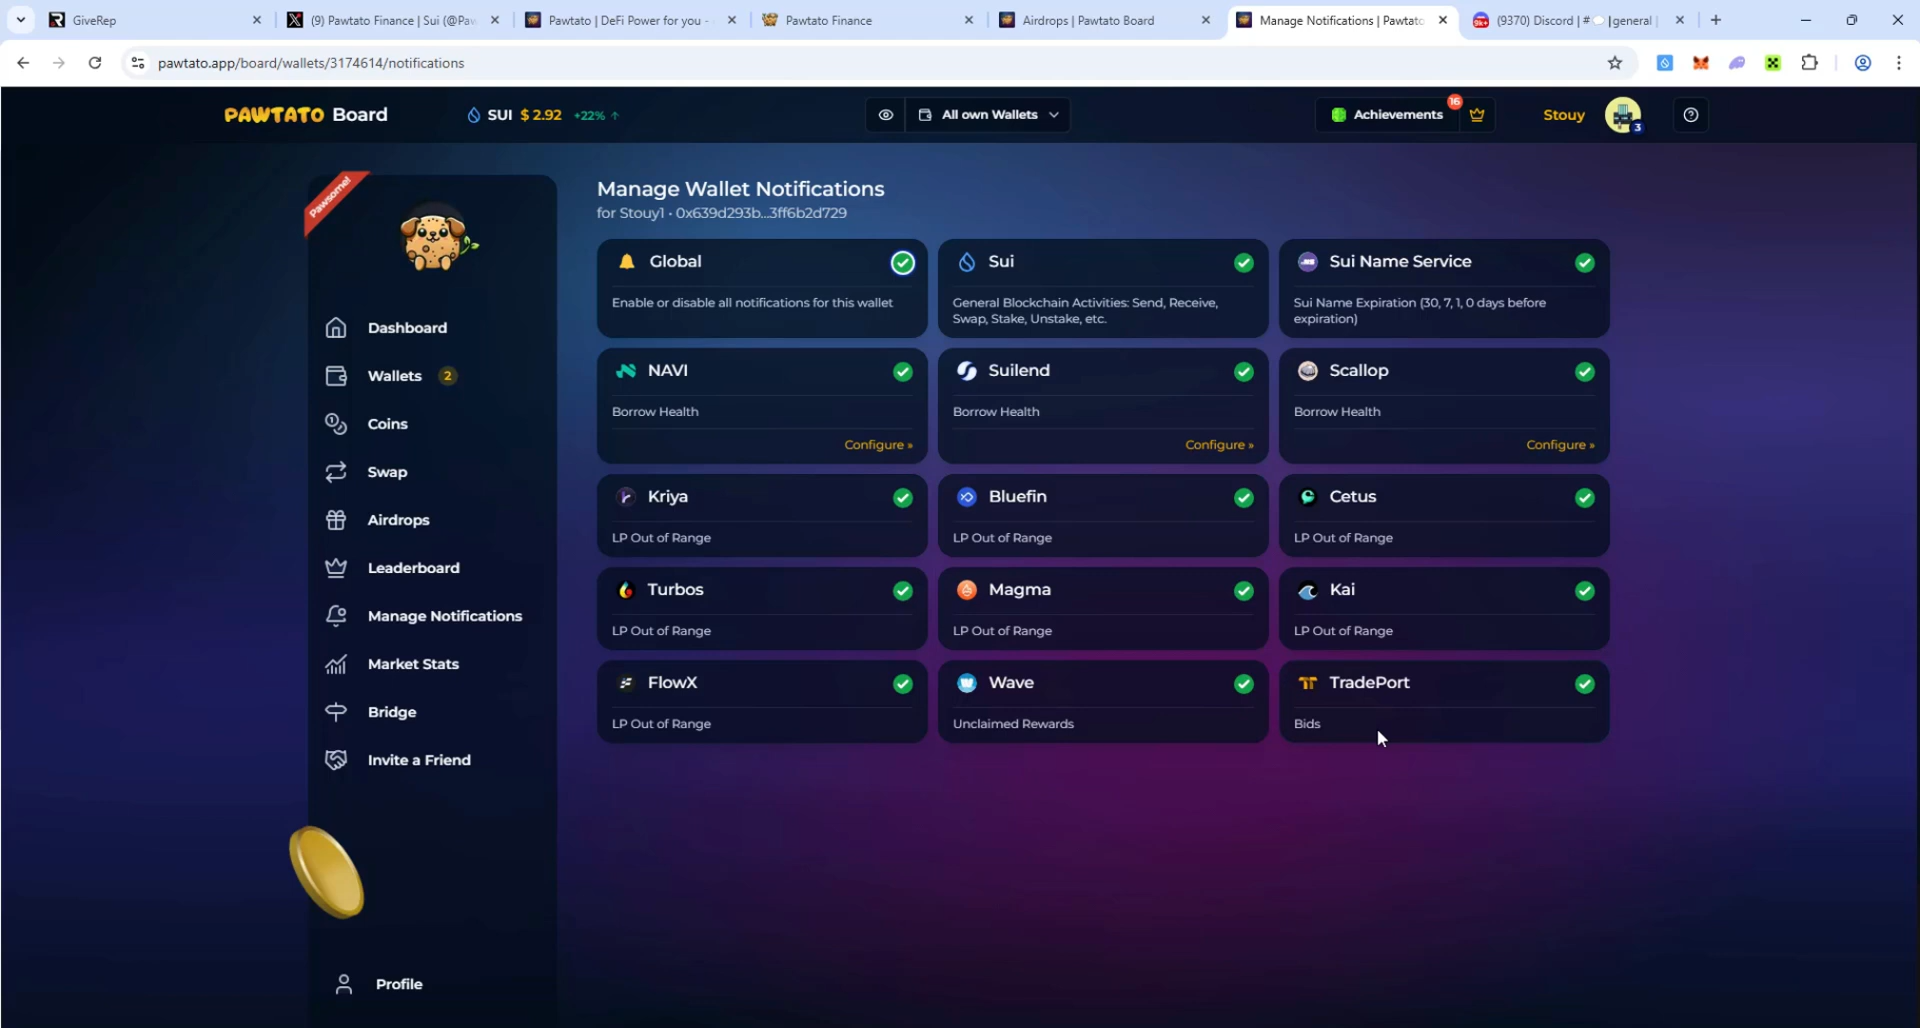 GiveRep
(9) Pawtato Finance | Sui (@Paw
Pawtato | DeFi Power for you -
Pawtato Finance
Airdrops | Pawtato Board
Manage Notifications | Pawtato
(9370) Discord | #
|general |
pawtato.app/board/wallets/3174614/notifications
PAWTATO Board
SUI $ 2.92 +22% ↑
All own Wallets
Achievements
16
Stouy
3
Pawsome!
Dashboard
Wallets 2
Coins
Swap
Airdrops
Leaderboard
Manage Notifications
Market Stats
Bridge
Invite a Friend
Profile
Manage Wallet Notifications
for Stouy1 • 0x639d293b...3ff6b2d729
Global
Enable or disable all notifications for this wallet
Sui
General Blockchain Activities: Send, Receive,
Swap, Stake, Unstake, etc.
Sui Name Service
Sui Name Expiration (30, 7, 1, 0 days before
expiration)
NAVI
Borrow Health
Configure »
Suilend
Borrow Health
Configure »
Scallop
Borrow Health
Configure »
Kriya
LP Out of Range
Bluefin
LP Out of Range
Cetus
LP Out of Range
Turbos
LP Out of Range
Magma
LP Out of Range
Kai
LP Out of Range
FlowX
LP Out of Range
Wave
Unclaimed Rewards
TradePort
Bids